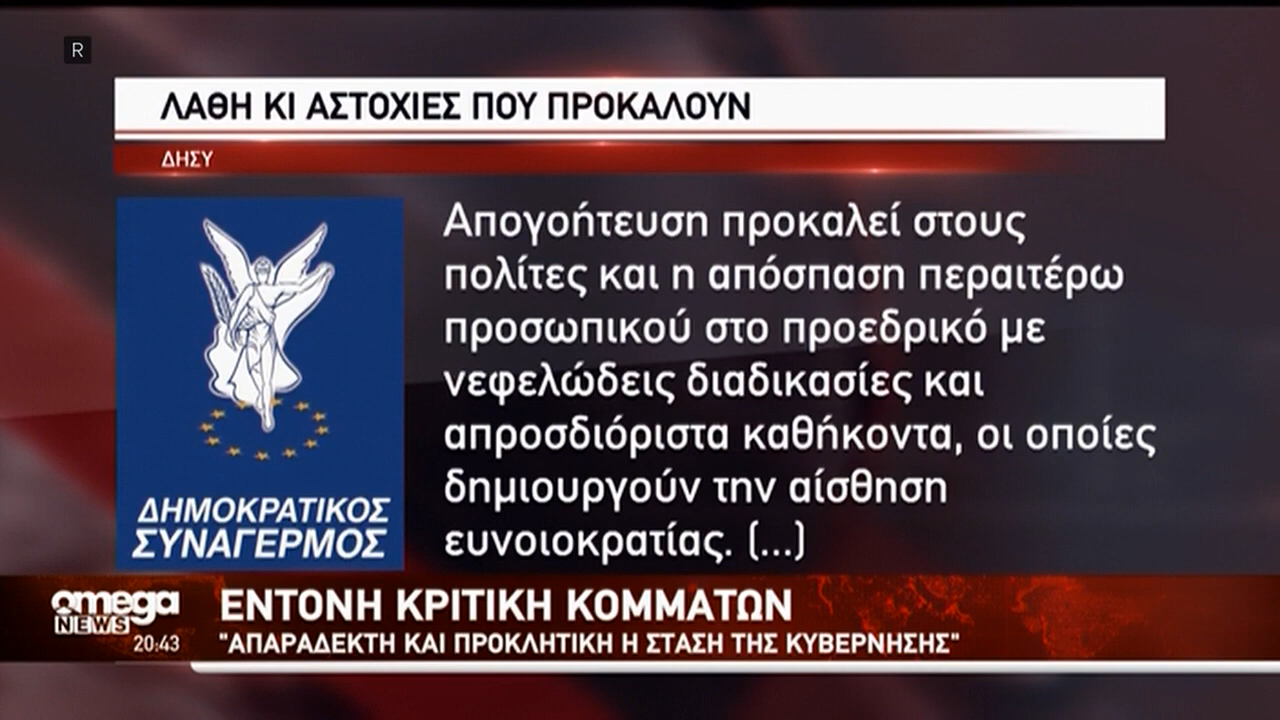 R
ΛΑΘΗ ΚΙ ΑΣΤΟΧΙΕΣ ΠΟΥ ΠΡΟΚΑΛΟΥΝ
ΔΗΣΥ
Απογοήτευση προκαλεί στους
πολίτες και η απόσπαση περαιτέρω
προσωπικού στο προεδρικό με
νεφελώδεις διαδικασίες και
απροσδιόριστα καθήκοντα, οι οποίες
δημιουργούν την αίσθηση
ευνοιοκρατίας. (...)
ΔΗΜΟΚΡΑΤΙΚΟΣ
ΣΥΝΑΓΕΡΜΟΣ
omega
NEWS
20:43
ΕΝΤΟΝΗ ΚΡΙΤΙΚΗ ΚΟΜΜΑΤΩΝ
"ΑΠΑΡΑΔΕΚΤΗ ΚΑΙ ΠΡΟΚΛΗΤΙΚΗ Η ΣΤΑΣΗ ΤΗΣ ΚΥΒΕΡΝΗΣΗΣ"